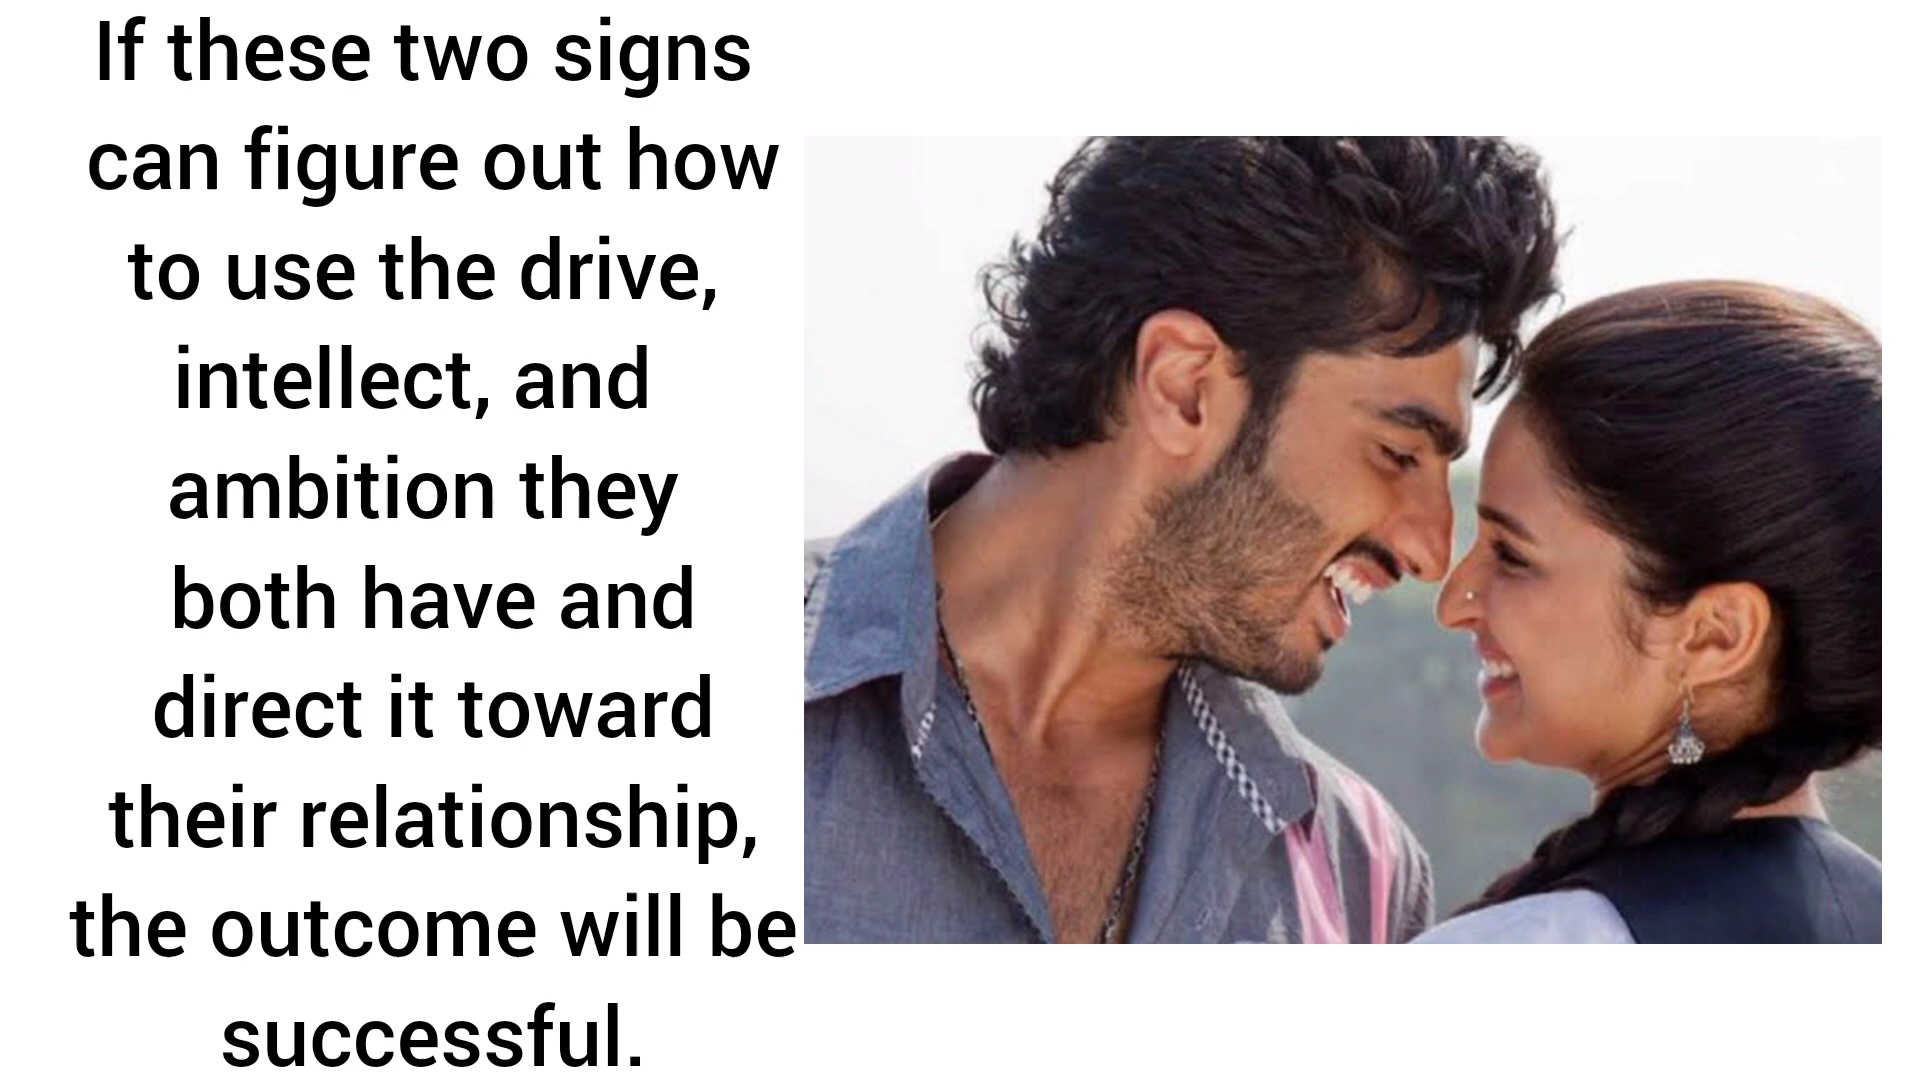 If these two signs
can figure out how
to use the drive,
intellect, and
ambition they
both have and
direct it toward
their relationship,
the outcome will be
successful.